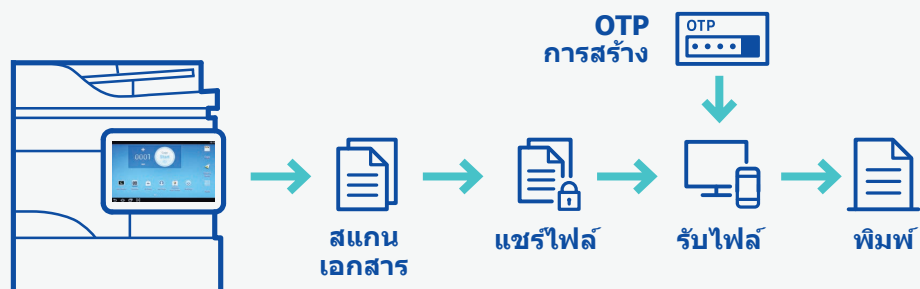 OTP
การสร้าง
OTP
สแกน
เอกสาร
แชร์ไฟล์
รับไฟล์
พิมพ์